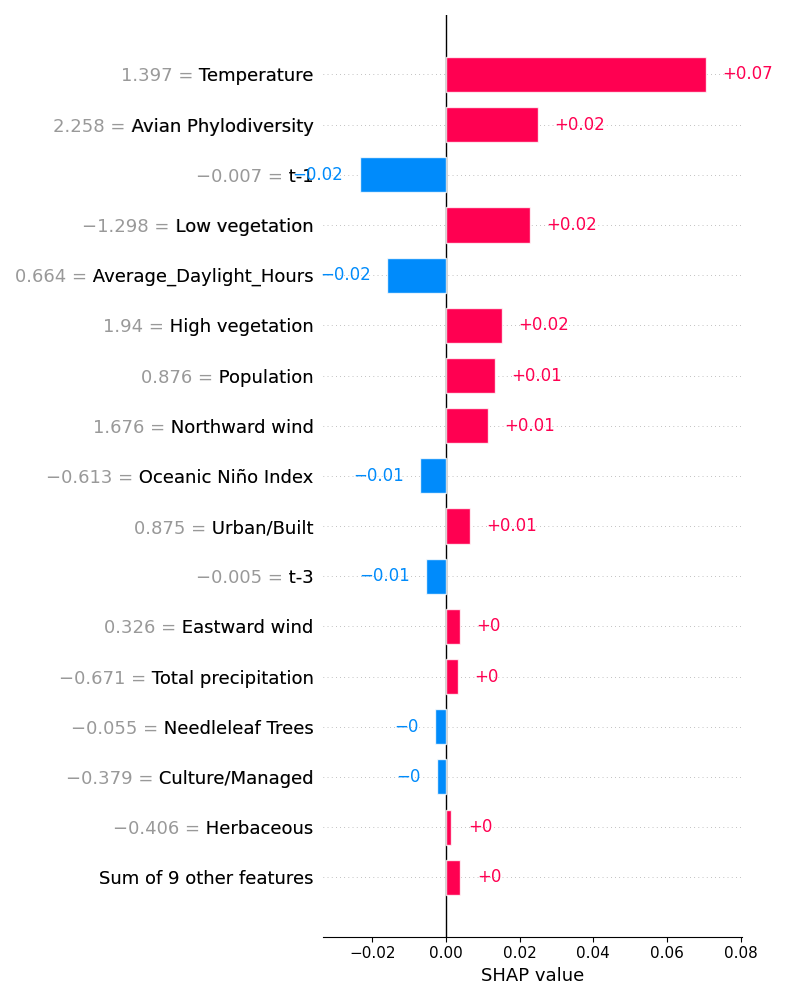 1.397 = Temperature +0.07
2.258 = Avian Phylodiversity +0.02
−0.007 = t-1 −0.02
−1.298 = Low vegetation +0.02
0.664 = Average_Daylight_Hours −0.02
1.94 = High vegetation +0.02
0.876 = Population +0.01
1.676 = Northward wind +0.01
−0.613 = Oceanic Niño Index −0.01
0.875 = Urban/Built +0.01
−0.005 = t-3 −0.01
0.326 = Eastward wind +0
−0.671 = Total precipitation +0
−0.055 = Needleleaf Trees −0
−0.379 = Culture/Managed −0
−0.406 = Herbaceous +0
Sum of 9 other features +0
−0.02 0.00 0.02 0.04 0.06 0.08
SHAP value